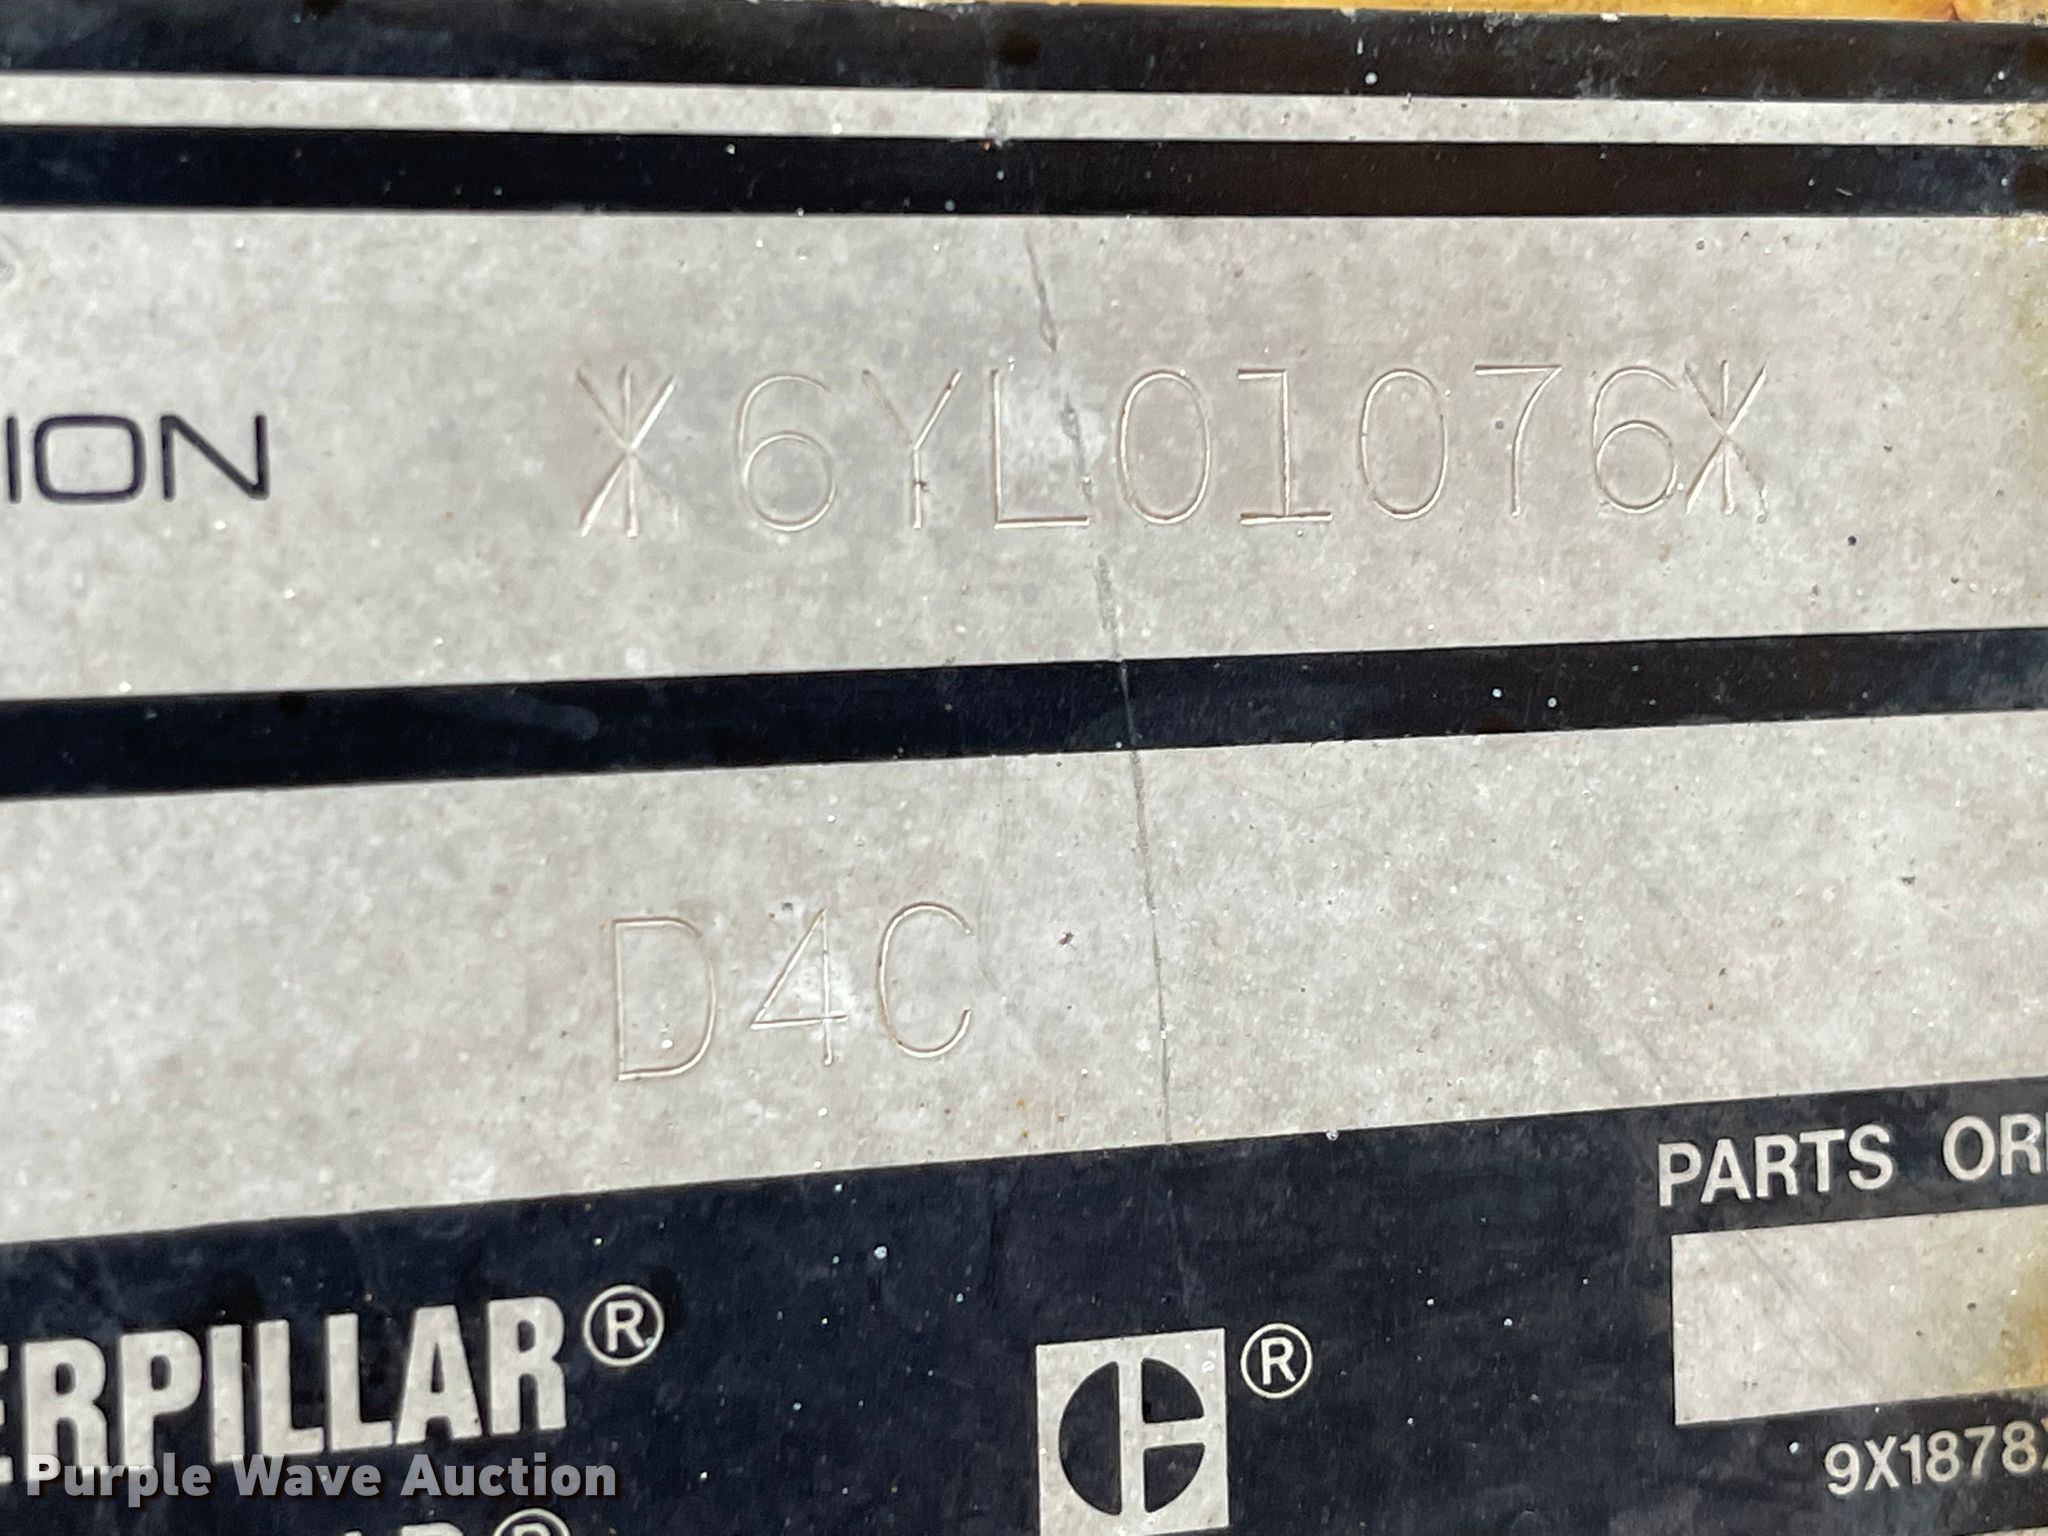 ION *6YL01076*
D4C
PARTS OR
ERPILLAR®
®
9X1878
Purple Wave Auction